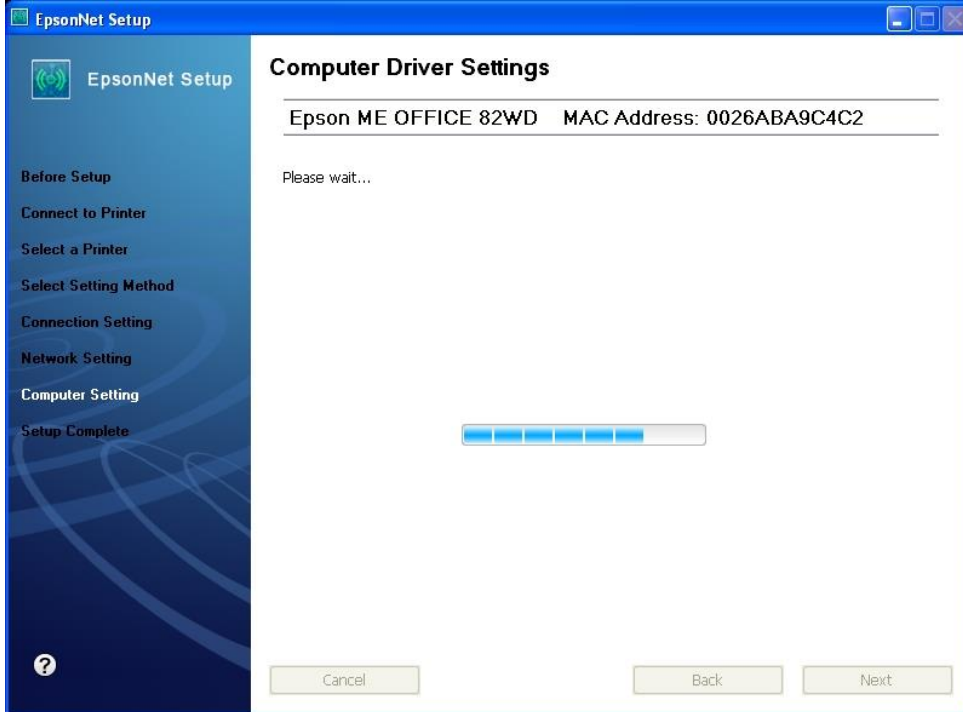 EpsonNet Setup
EpsonNet Setup
Computer Driver Settings
Epson ME OFFICE 82WD MAC Address: 0026ABA9C4C2
Before Setup
Connect to Printer
Select a Printer
Select Setting Method
Connection Setting
Network Setting
Computer Setting
Setup Complete
Please wait...
?
Cancel
Back
Next